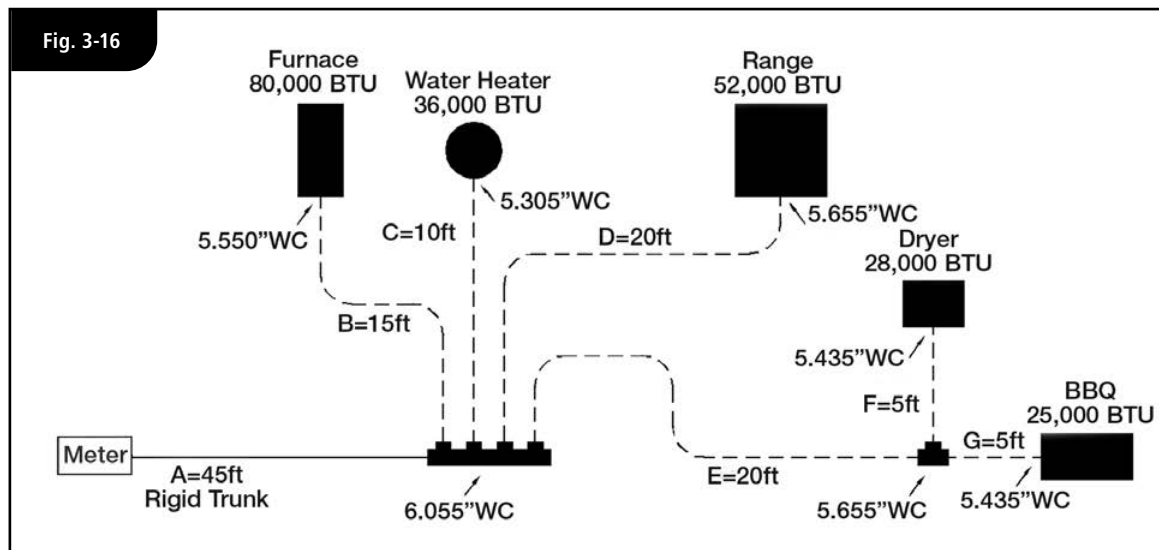 Fig. 3-16
Furnace
80,000 BTU
Water Heater
36,000 BTU
Range
52,000 BTU
5.550”WC
C=10ft
5.305”WC
D=20ft
5.655”WC
Dryer
28,000 BTU
B=15ft
5.435”WC
F=5ft
BBQ
25,000 BTU
G=5ft
Meter
A=45ft
Rigid Trunk
6.055”WC
E=20ft
5.655”WC
5.435”WC